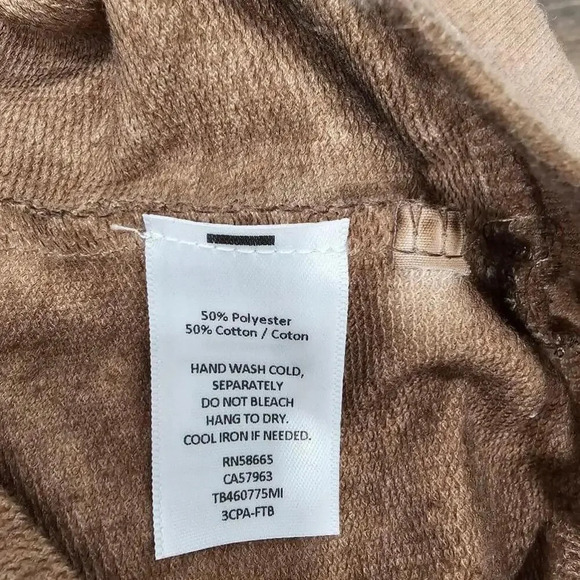 50% Polyester
50% Cotton / Coton
HAND WASH COLD,
SEPARATELY
DO NOT BLEACH
HANG TO DRY.
COOL IRON IF NEEDED.
RN58665
CA57963
TB460775MI
3CPA-FTB